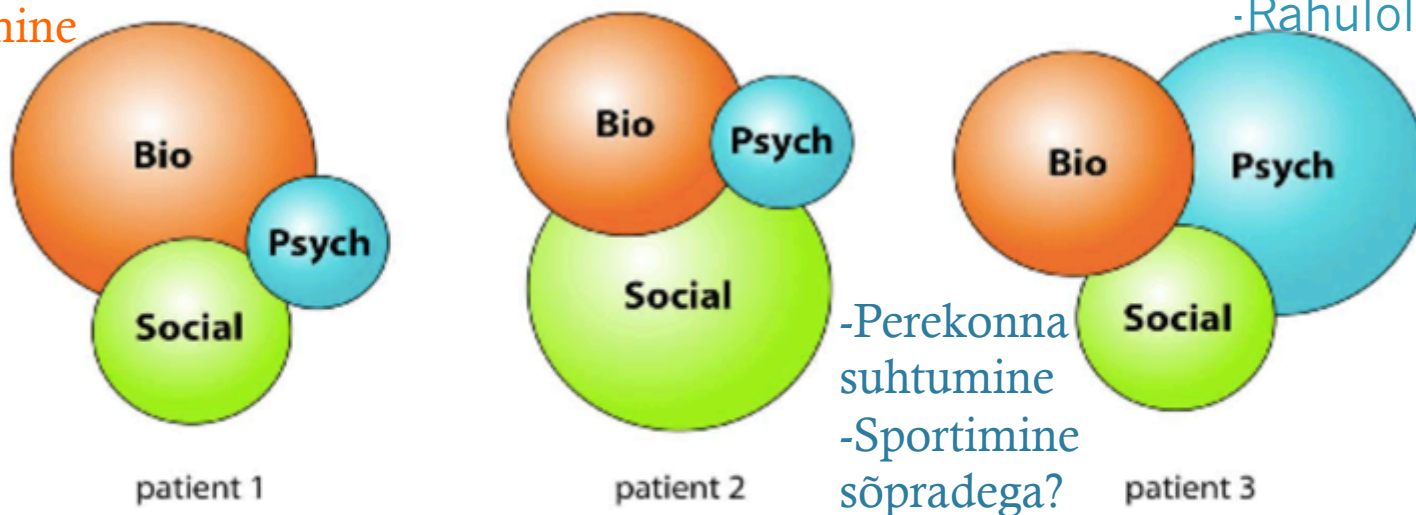 -Rahulol
Bio
Psych
Social
patient 1
Bio
Psych
Social
patient 2
-Perekonna
suhtumine
-Sportimine
sõpradega?
Bio
Psych
Social
patient 3